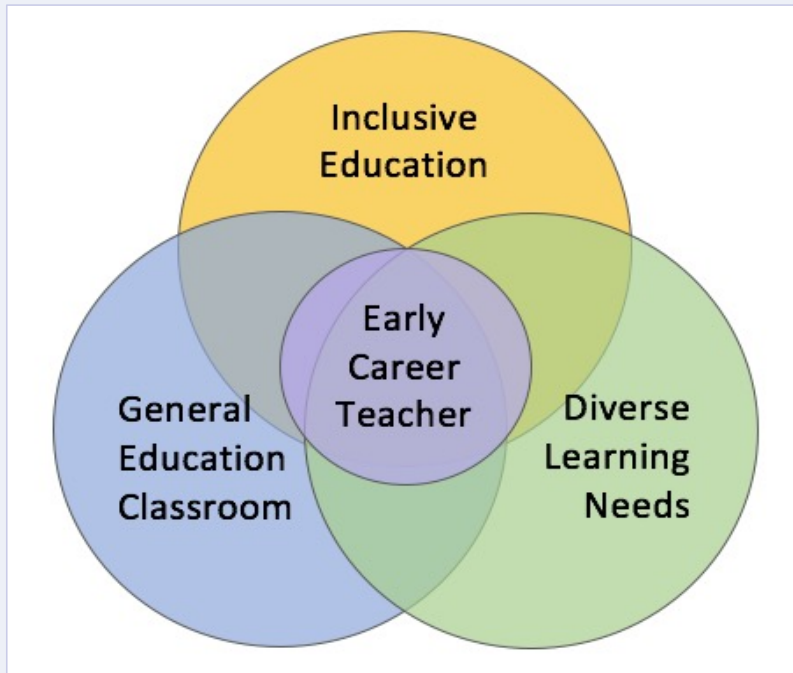 Inclusive
Education
Early
Career
Teacher
General
Education
Classroom
Diverse
Learning
Needs